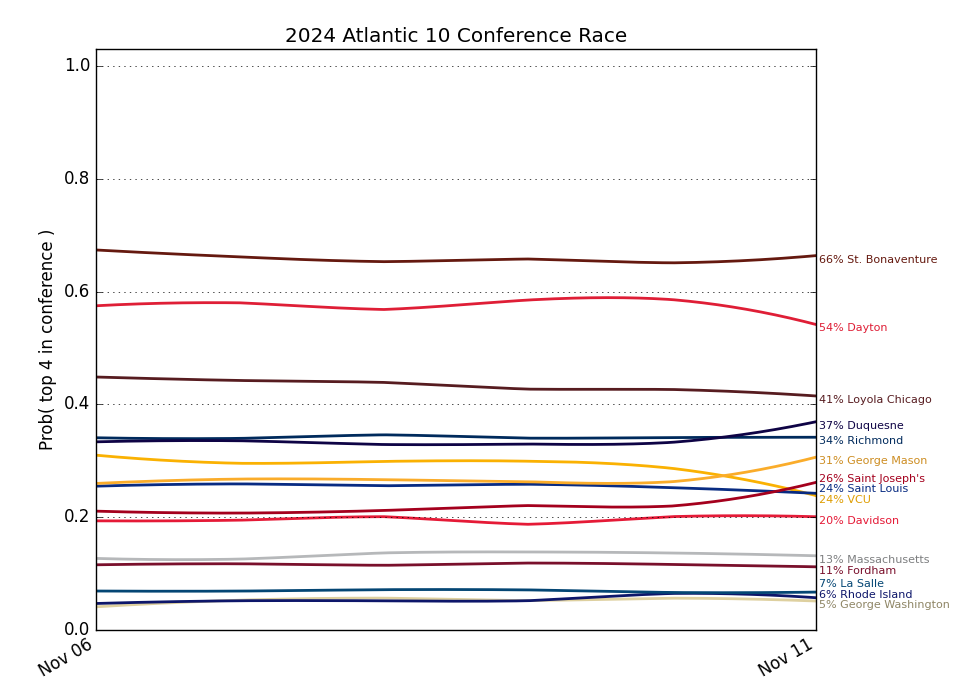 2024 Atlantic 10 Conference Race
Prob( top 4 in conference )
1.0
0.8
0.6
0.4
0.2
0.0
Nov 06
Nov 11
66% St. Bonaventure
54% Dayton
41% Loyola Chicago
37% Duquesne
34% Richmond
31% George Mason
26% Saint Joseph's
24% Saint Louis
24% VCU
20% Davidson
13% Massachusetts
11% Fordham
7% La Salle
6% Rhode Island
5% George Washington